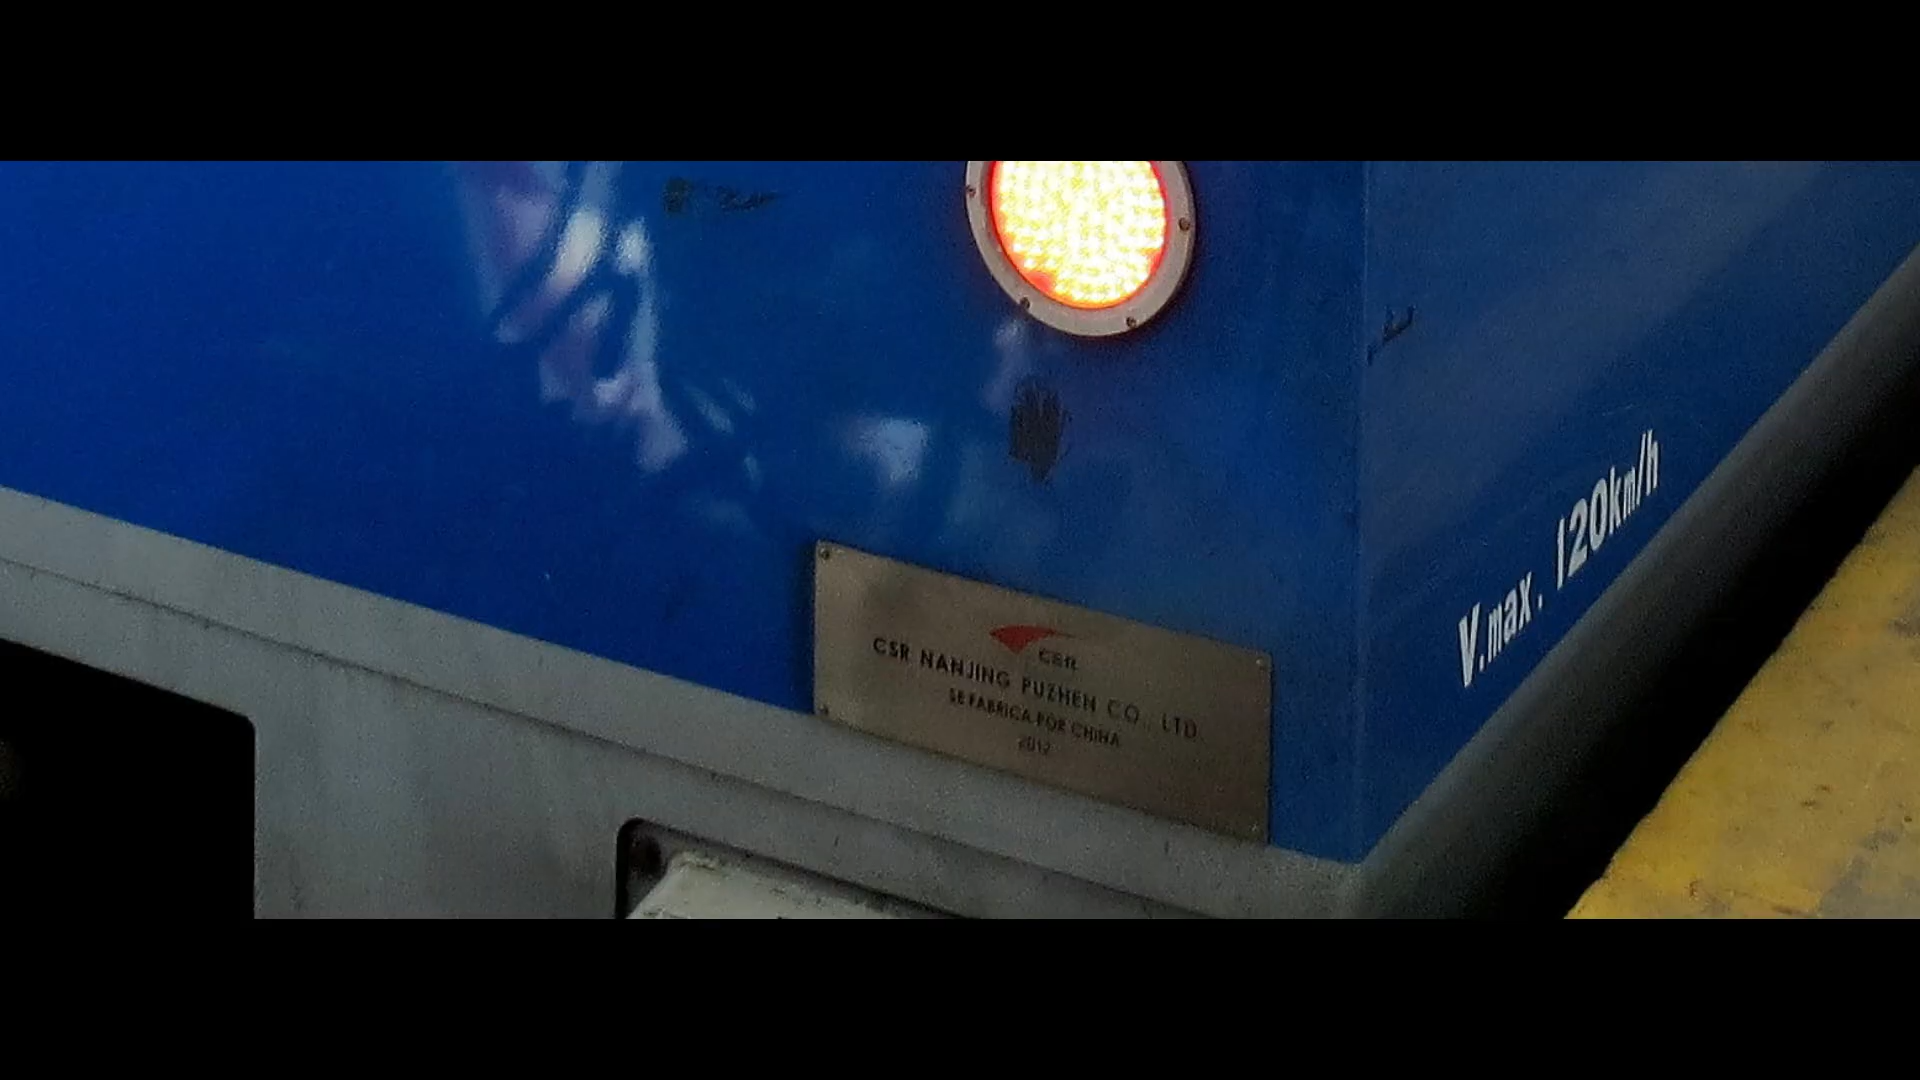 CSR
CSR NANJING PUZHEN CO., LTD.
SE FABRICA POR CHINA
2012
V.max. 120km/h